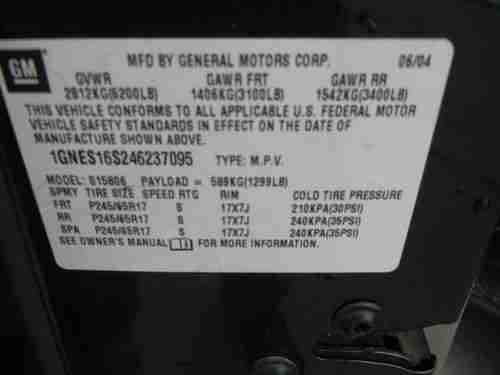 GM
MFD BY GENERAL MOTORS CORP. 06/04
GVWR GAWR FRT GAWR RR
2812KG(6200LB) 1406KG(3100LB) 1542KG(3400LB)
THIS VEHICLE CONFORMS TO ALL APPLICABLE U.S. FEDERAL MOTOR
VEHICLE SAFETY STANDARDS IN EFFECT ON THE DATE OF
MANUFACTURE SHOWN ABOVE.
1GNES16S246237095 TYPE: M.P.V.
MODEL: S15806 PAYLOAD = 589KG(1299LB)
SPMY TIRE SIZE SPEED RTG RIM COLD TIRE PRESSURE
FRT P245/65R17 S 17X7J 210KPA(30PSI)
RR P245/65R17 S 17X7J 240KPA(35PSI)
SPA P245/65R17 S 17X7J 240KPA(35PSI)
SEE OWNER'S MANUAL FOR MORE INFORMATION.